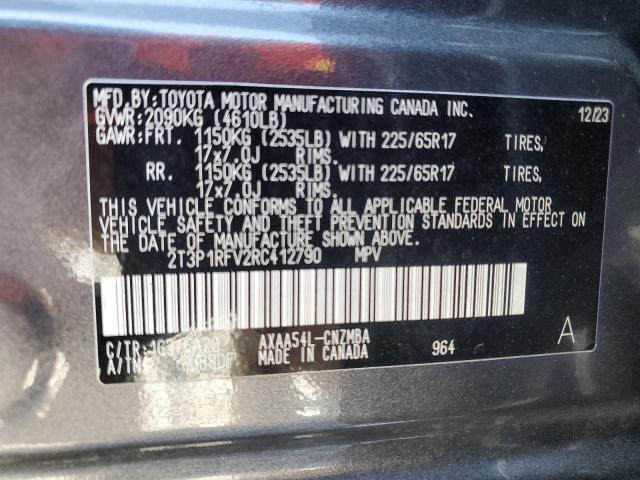 MFD. BY: TOYOTA MOTOR MANUFACTURING CANADA INC.
GVWR: 2090KG (4610LB) 12/23
GAWR: FRT. 1150KG (2535LB) WITH 225/65R17 TIRES,
17x7.0J RIMS.
RR. 1150KG (2535LB) WITH 225/65R17 TIRES,
17x7.0J RIMS.
THIS VEHICLE CONFORMS TO ALL APPLICABLE FEDERAL MOTOR
VEHICLE SAFETY AND THEFT PREVENTION STANDARDS IN EFFECT ON
THE DATE OF MANUFACTURE SHOWN ABOVE.
2T3P1RFV2RC412790 MPV
C/TR: AXAA54L-CNZMBA A
A/TM MADE IN CANADA 964